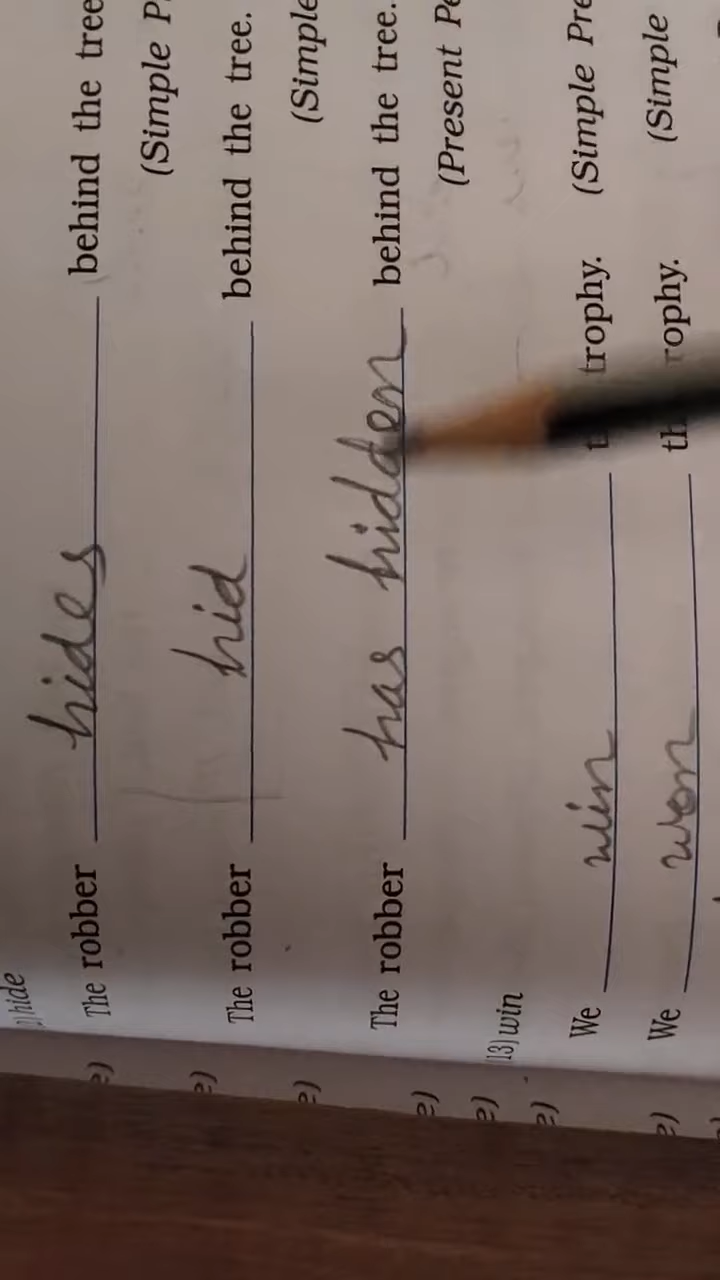 hide
The robber hides behind the tree
(Simple P
The robber hid behind the tree.
(Simple
The robber has hidden behind the tree.
(Present Pe
(13) win
We win trophy. (Simple Pre
We won th rophy. (Simple